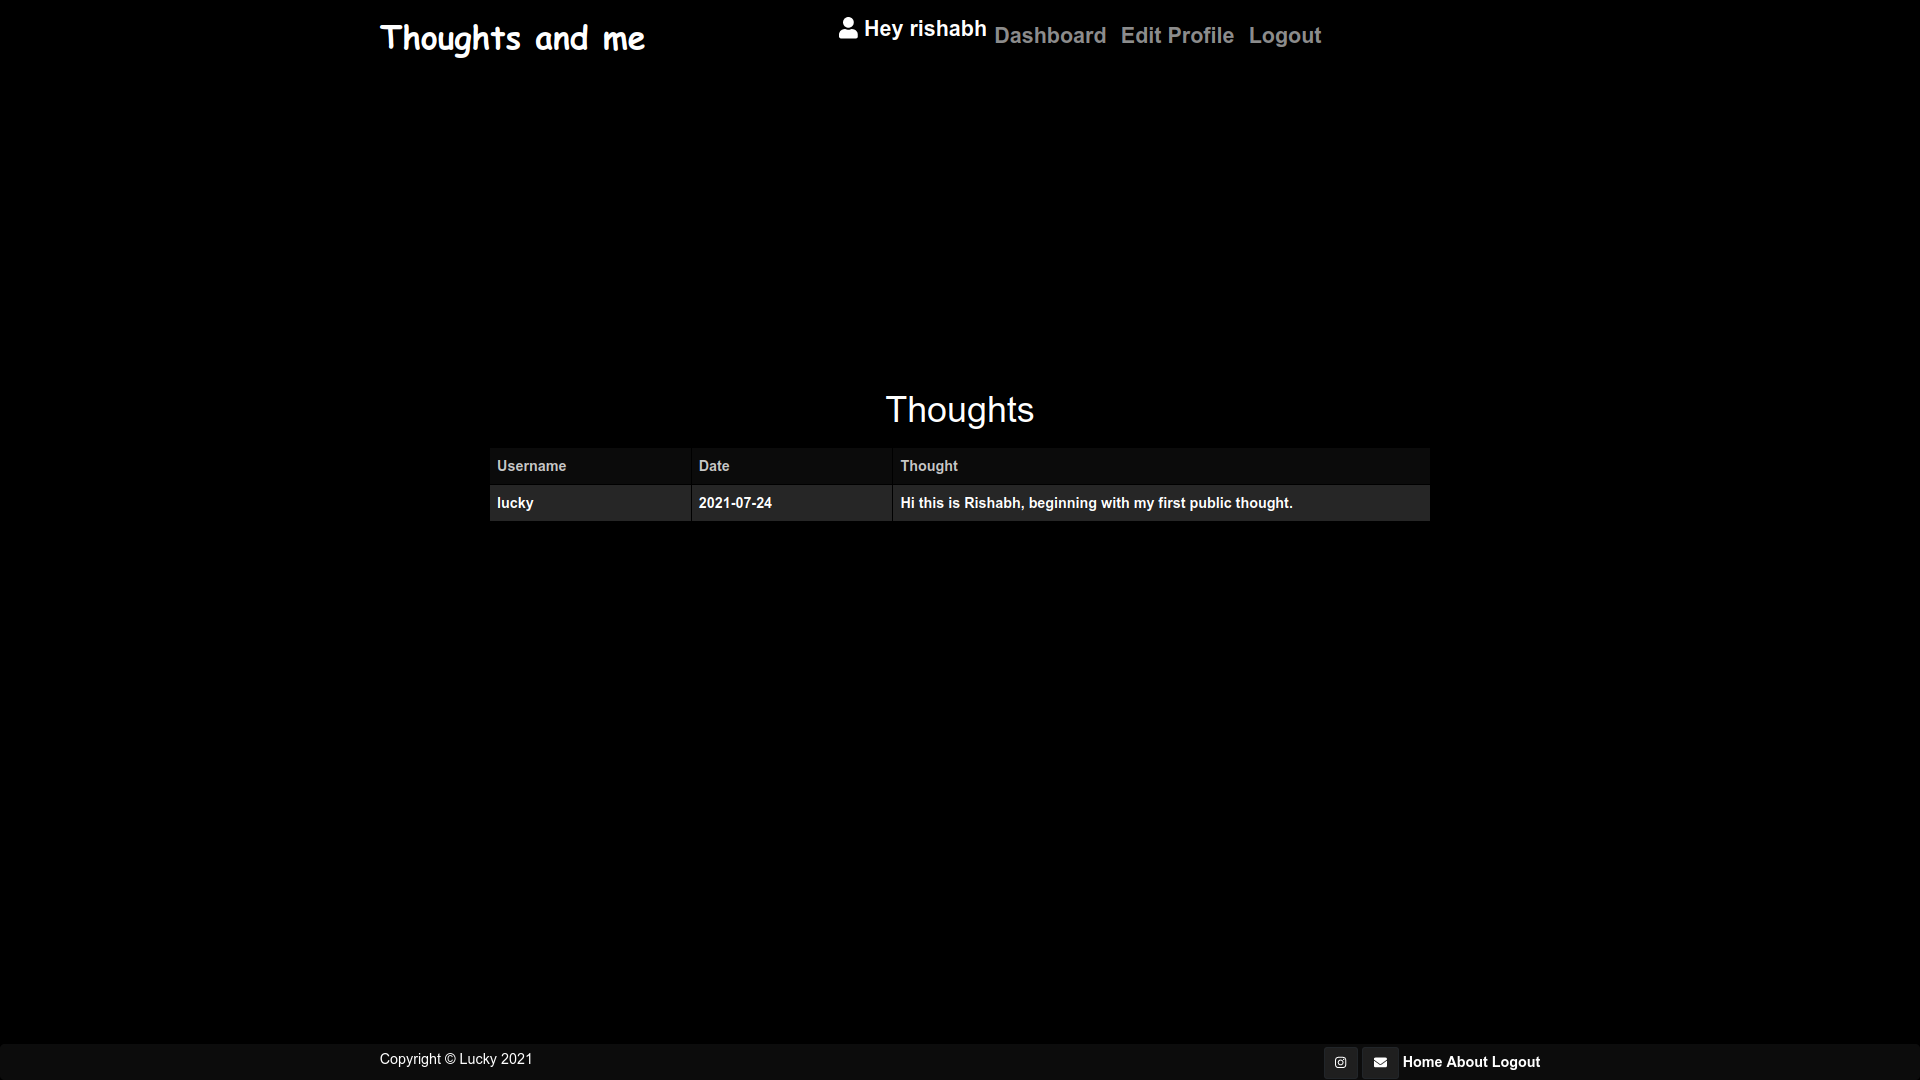 Thoughts and me
Hey rishabh Dashboard Edit Profile Logout
Thoughts
Username Date Thought
lucky 2021-07-24 Hi this is Rishabh, beginning with my first public thought.
Copyright © Lucky 2021
Home About Logout